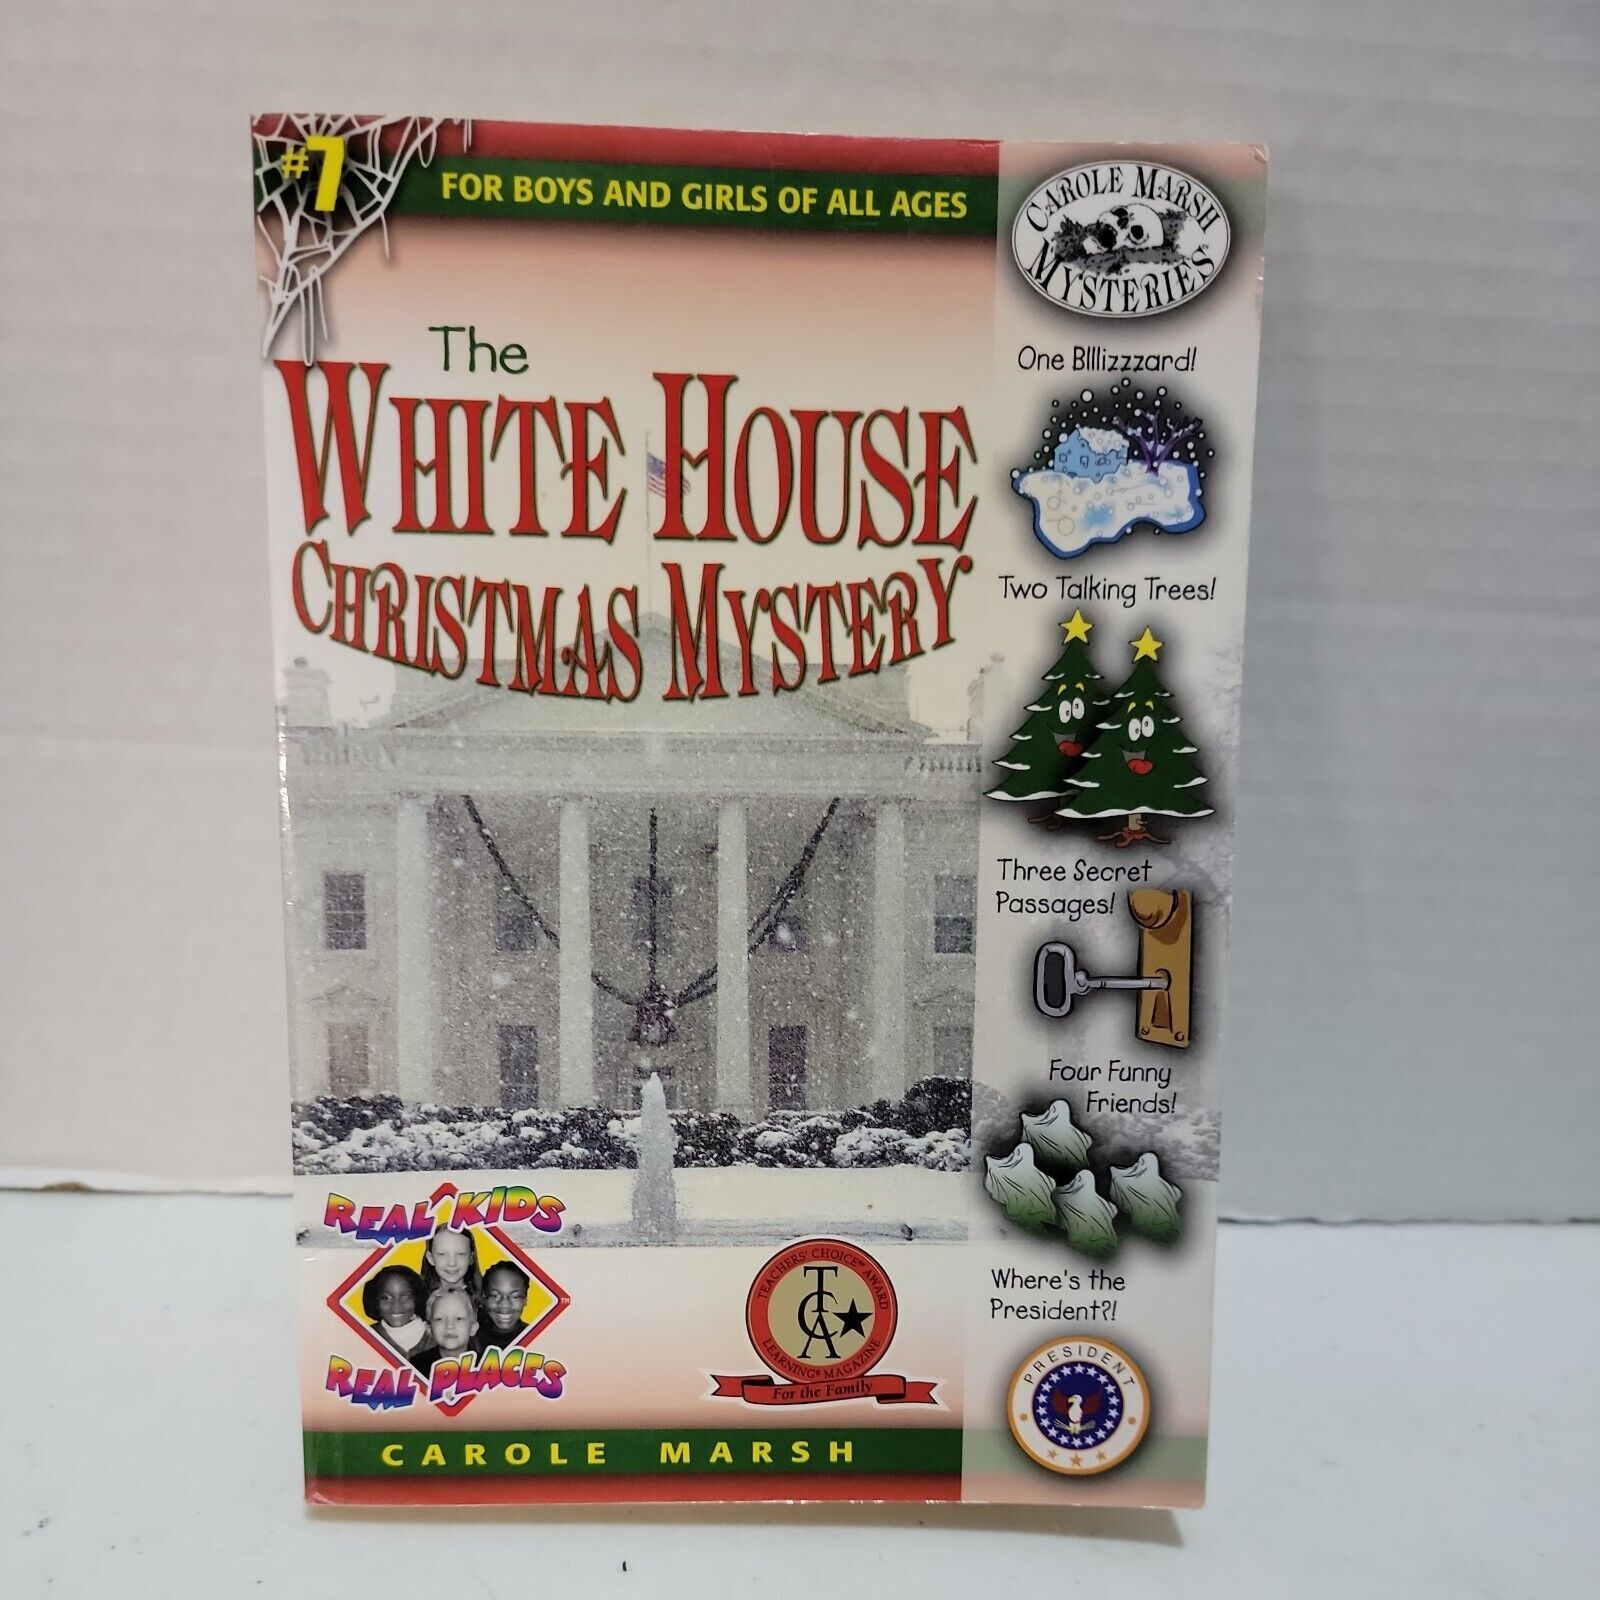 #7
FOR BOYS AND GIRLS OF ALL AGES
CAROLE MARSH
MYSTERIES™
The
WHITE HOUSE
CHRISTMAS MYSTERY
One Blllizzzard!
Two Talking Trees!
Three Secret
Passages!
Four Funny
Friends!
Where's the
President?!
PRESIDENT
REAL KIDS
REAL PLACES
™
TEACHERS' CHOICE® AWARD
TCA
LEARNING® MAGAZINE
For the Family
CAROLE MARSH